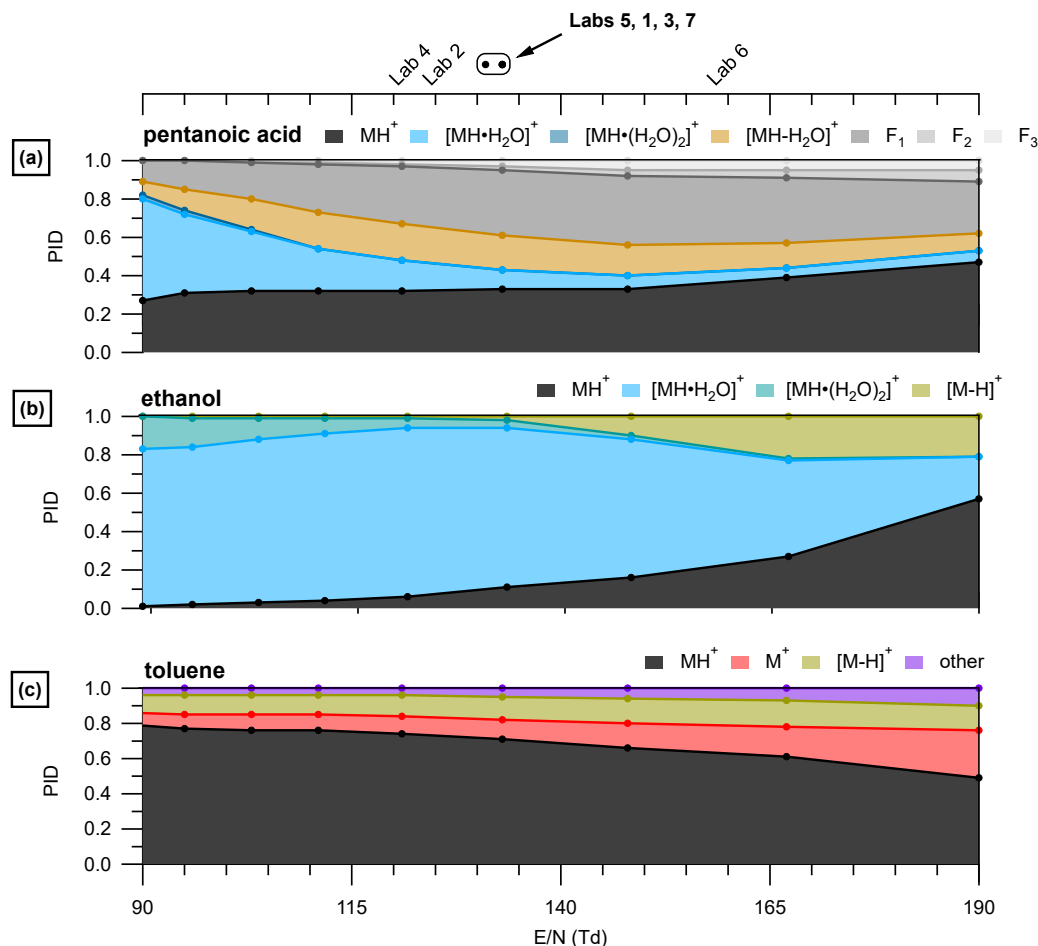 Labs 5, 1, 3, 7
Lab 4 Lab 2 Lab 6
(a)
pentanoic acid MH⁺ [MH•H₂O]⁺ [MH•(H₂O)₂]⁺ [MH-H₂O]⁺ F₁ F₂ F₃
1.0
0.8
0.6
0.4
0.2
0.0
PID
(b)
ethanol MH⁺ [MH•H₂O]⁺ [MH•(H₂O)₂]⁺ [M-H]⁺
1.0
0.8
0.6
0.4
0.2
0.0
PID
(c)
toluene MH⁺ M⁺ [M-H]⁺ other
1.0
0.8
0.6
0.4
0.2
0.0
PID
90 115 140 165 190
E/N (Td)